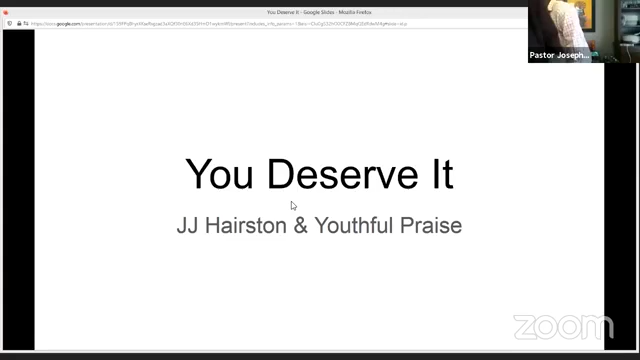 You Deserve It - Google Slides - Mozilla Firefox
Pastor Joseph...
You Deserve It
JJ Hairston & Youthful Praise
zoom